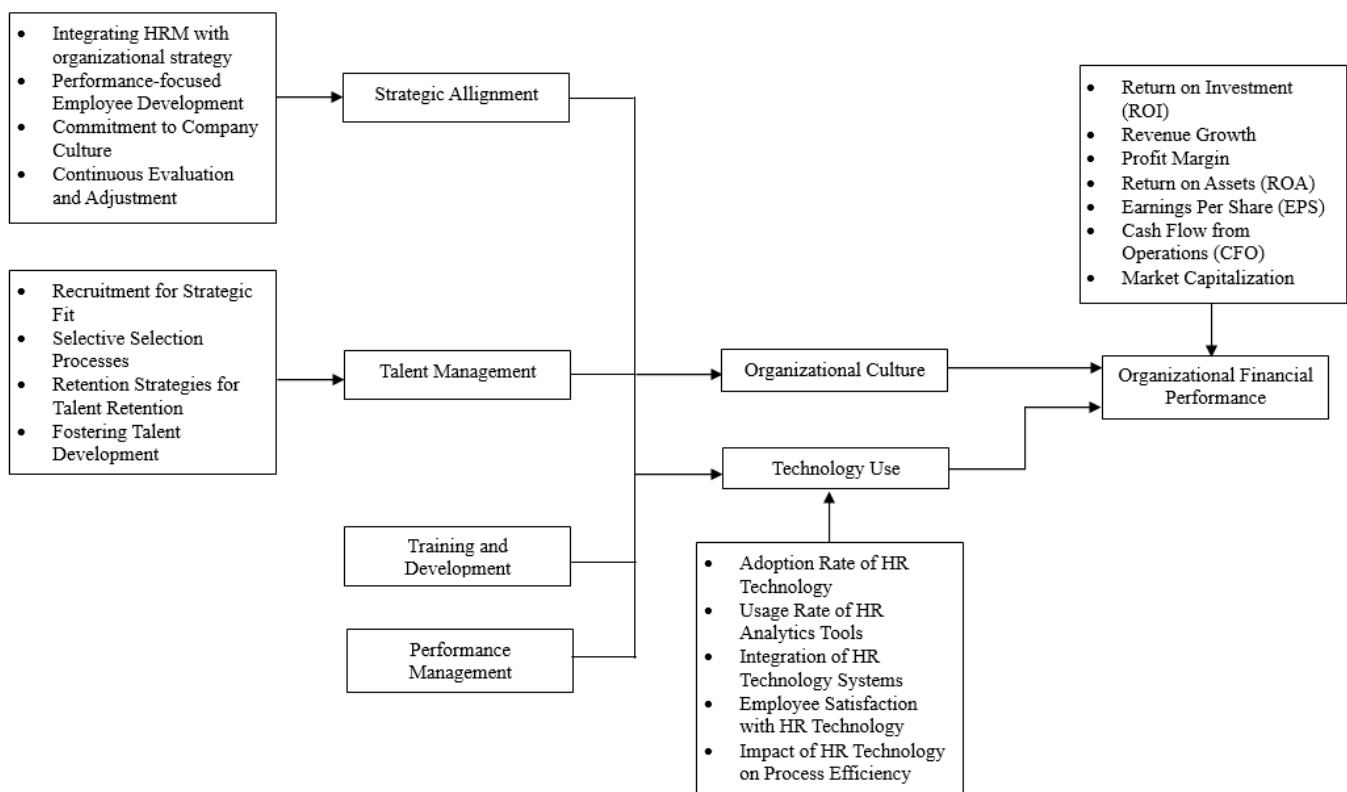 • Integrating HRM with
organizational strategy
• Performance-focused
Employee Development
• Commitment to Company
Culture
• Continuous Evaluation
and Adjustment
Strategic Allignment
• Return on Investment
(ROI)
• Revenue Growth
• Profit Margin
• Return on Assets (ROA)
• Earnings Per Share (EPS)
• Cash Flow from
Operations (CFO)
• Market Capitalization
• Recruitment for Strategic
Fit
• Selective Selection
Processes
• Retention Strategies for
Talent Retention
• Fostering Talent
Development
Talent Management
Organizational Culture
Organizational Financial
Performance
Technology Use
Training and
Development
Performance
Management
• Adoption Rate of HR
Technology
• Usage Rate of HR
Analytics Tools
• Integration of HR
Technology Systems
• Employee Satisfaction
with HR Technology
• Impact of HR Technology
on Process Efficiency